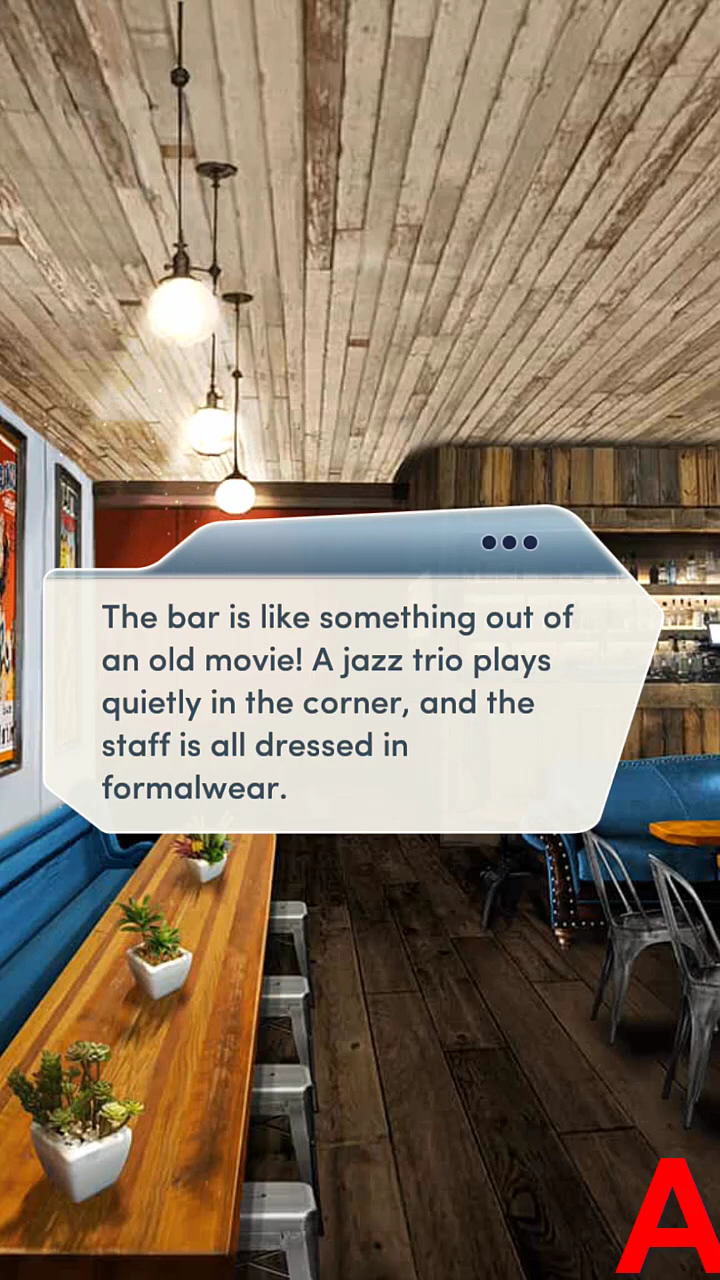 The bar is like something out of
an old movie! A jazz trio plays
quietly in the corner, and the
staff is all dressed in
formalwear.
A